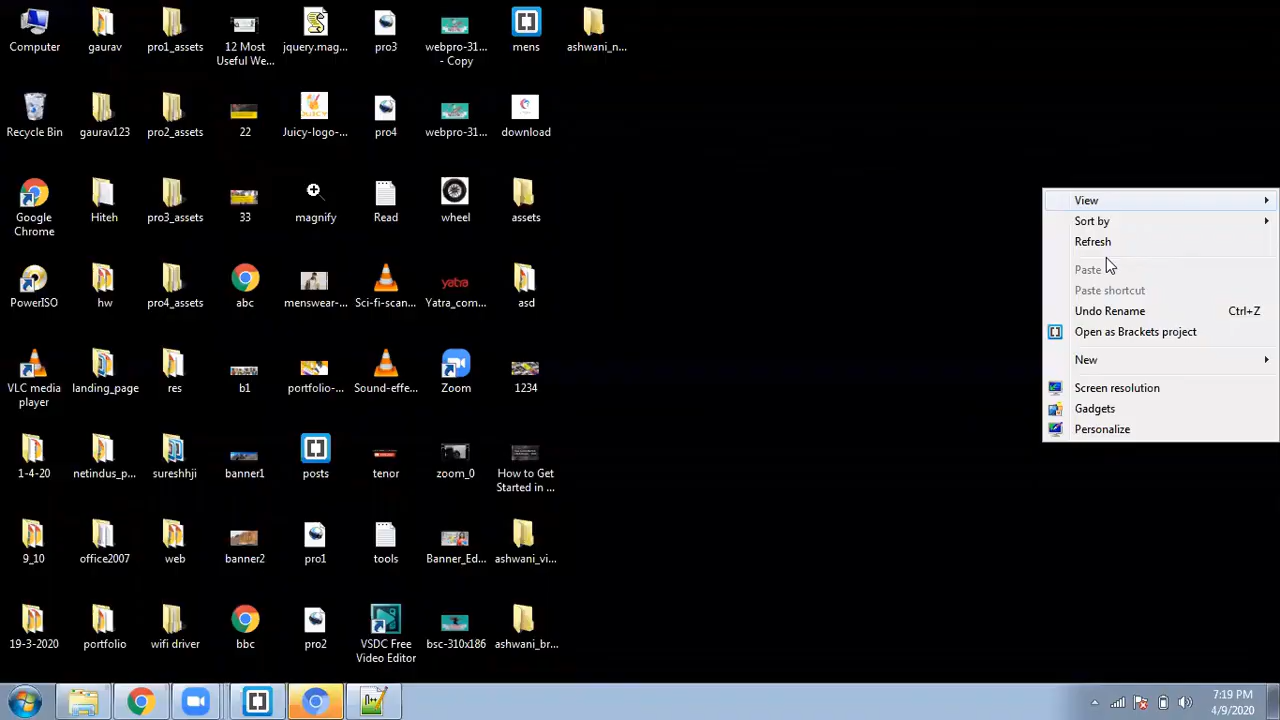 Computer
gaurav
pro1_assets
12 Most
Useful We...
jquery.mag...
pro3
webpro-31...
- Copy
mens
ashwani_n...
Recycle Bin
gaurav123
pro2_assets
22
Juicy-logo-...
pro4
webpro-31...
download
Google
Chrome
Hiteh
pro3_assets
33
magnify
Read
wheel
assets
PowerISO
hw
pro4_assets
abc
menswear-...
Sci-fi-scan...
Yatra_com...
asd
VLC media
player
landing_page
res
b1
portfolio-...
Sound-effe...
Zoom
1234
1-4-20
netindus_p...
sureshhji
banner1
posts
tenor
zoom_0
How to Get
Started in ...
9_10
office2007
web
banner2
pro1
tools
Banner_Ed...
ashwani_vi...
19-3-2020
portfolio
wifi driver
bbc
pro2
VSDC Free
Video Editor
bsc-310x186
ashwani_br...
View
Sort by
Refresh
Paste
Paste shortcut
Undo Rename Ctrl+Z
Open as Brackets project
New
Screen resolution
Gadgets
Personalize
7:19 PM
4/9/2020